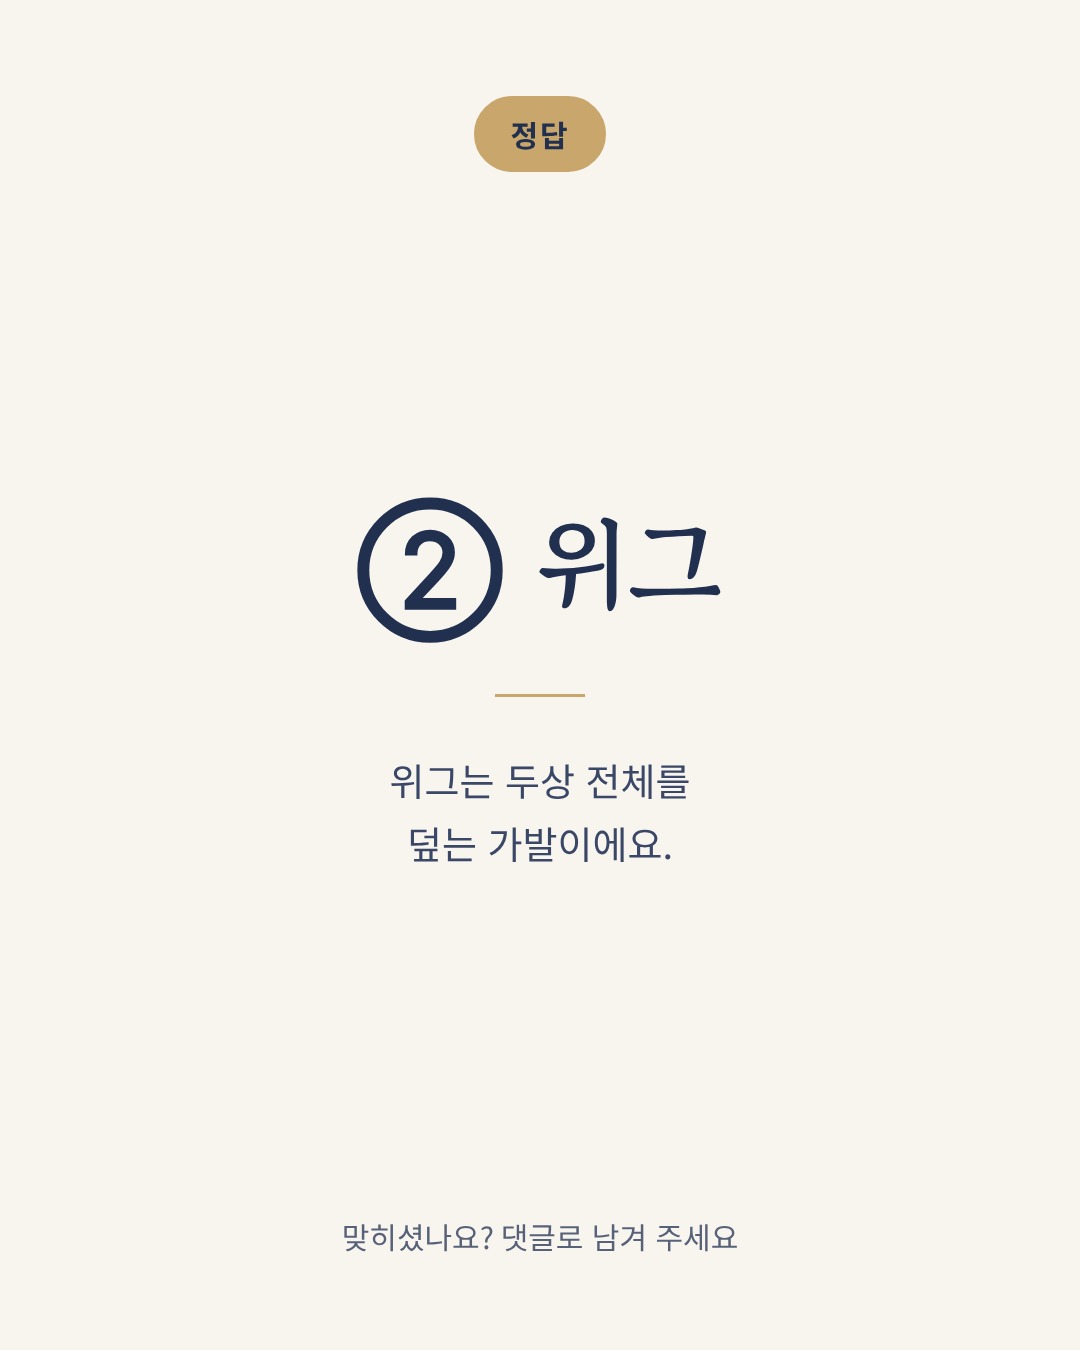 정답
② 위그
위그는 두상 전체를
덮는 가발이에요.
맞히셨나요? 댓글로 남겨 주세요